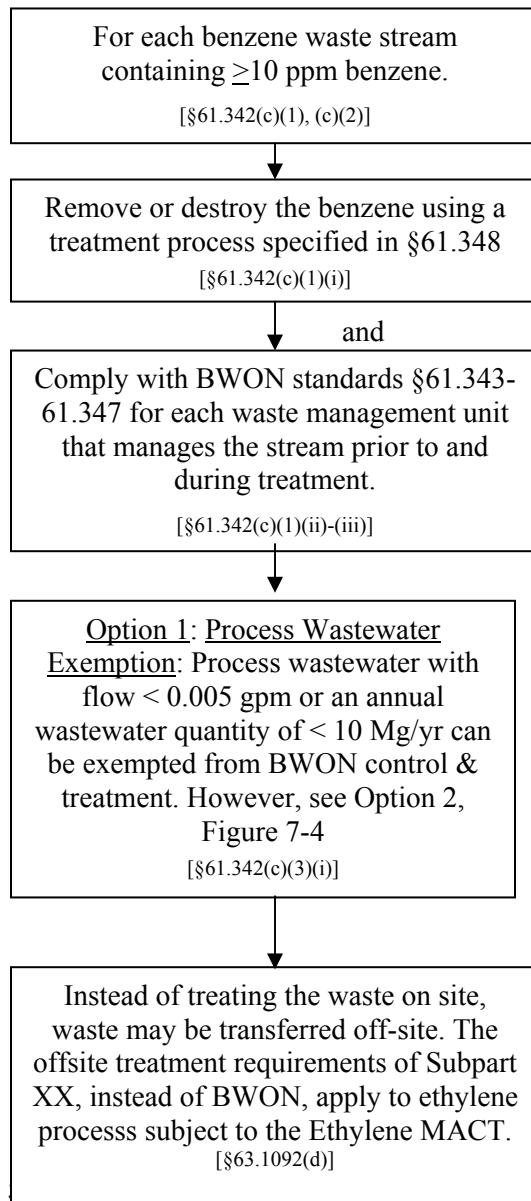 For each benzene waste stream
containing ≥10 ppm benzene.
[§61.342(c)(1), (c)(2)]
Remove or destroy the benzene using a
treatment process specified in §61.348
[§61.342(c)(1)(i)]
and
Comply with BWON standards §61.343-
61.347 for each waste management unit
that manages the stream prior to and
during treatment.
[§61.342(c)(1)(ii)-(iii)]
Option 1: Process Wastewater
Exemption: Process wastewater with
flow < 0.005 gpm or an annual
wastewater quantity of < 10 Mg/yr can
be exempted from BWON control &
treatment. However, see Option 2,
Figure 7-4
[§61.342(c)(3)(i)]
Instead of treating the waste on site,
waste may be transferred off-site. The
offsite treatment requirements of Subpart
XX, instead of BWON, apply to ethylene
processs subject to the Ethylene MACT.
[§63.1092(d)]